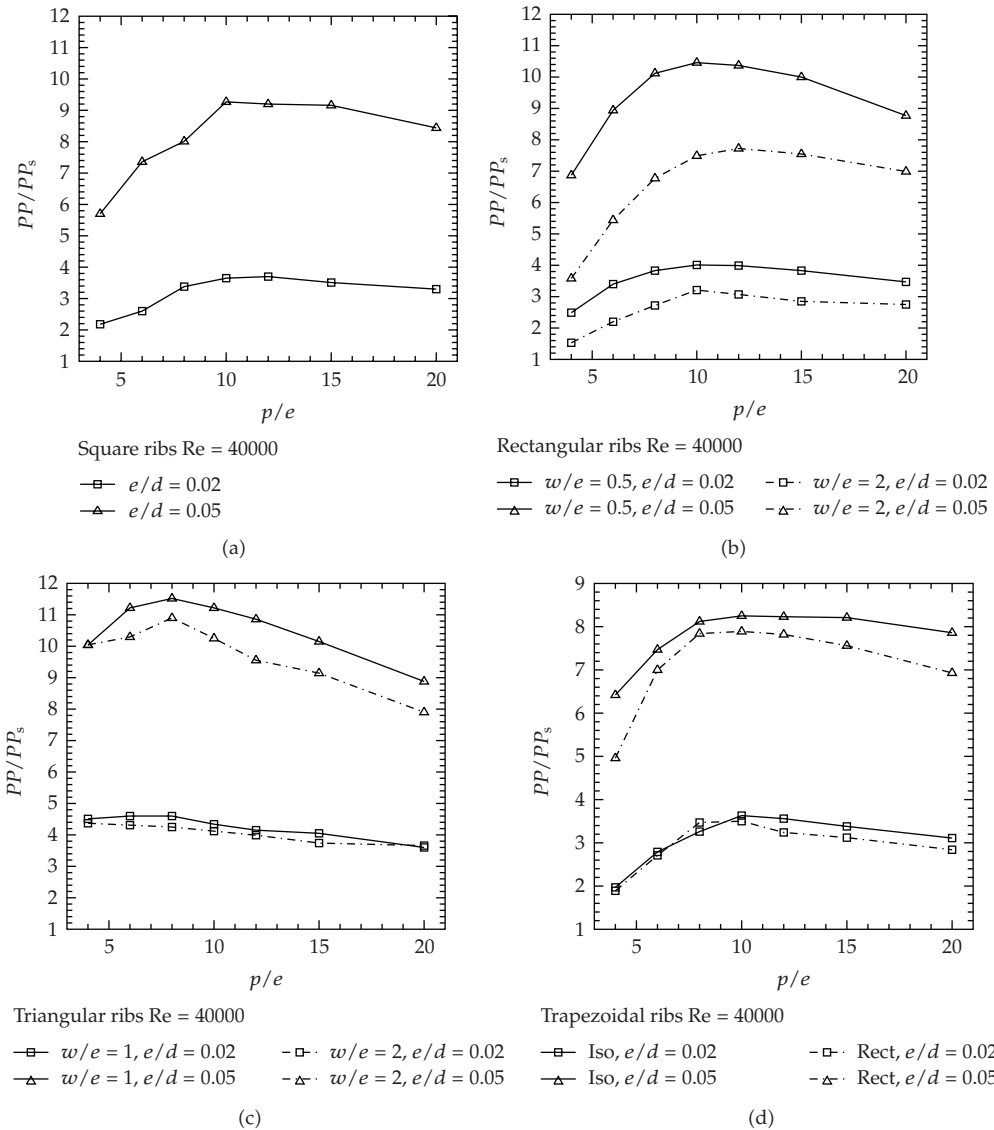 12
11
10
9
8
7
6
5
4
3
2
1
PP/PPs
5 10 15 20
p/e
Square ribs Re = 40000
e/d = 0.02
e/d = 0.05
(a)
12
11
10
9
8
7
6
5
4
3
2
1
PP/PPs
5 10 15 20
p/e
Rectangular ribs Re = 40000
w/e = 0.5, e/d = 0.02 w/e = 2, e/d = 0.02
w/e = 0.5, e/d = 0.05 w/e = 2, e/d = 0.05
(b)
12
11
10
9
8
7
6
5
4
3
2
1
PP/PPs
5 10 15 20
p/e
Triangular ribs Re = 40000
w/e = 1, e/d = 0.02 w/e = 2, e/d = 0.02
w/e = 1, e/d = 0.05 w/e = 2, e/d = 0.05
(c)
9
8
7
6
5
4
3
2
1
PP/PPs
5 10 15 20
p/e
Trapezoidal ribs Re = 40000
Iso, e/d = 0.02 Rect, e/d = 0.02
Iso, e/d = 0.05 Rect, e/d = 0.05
(d)